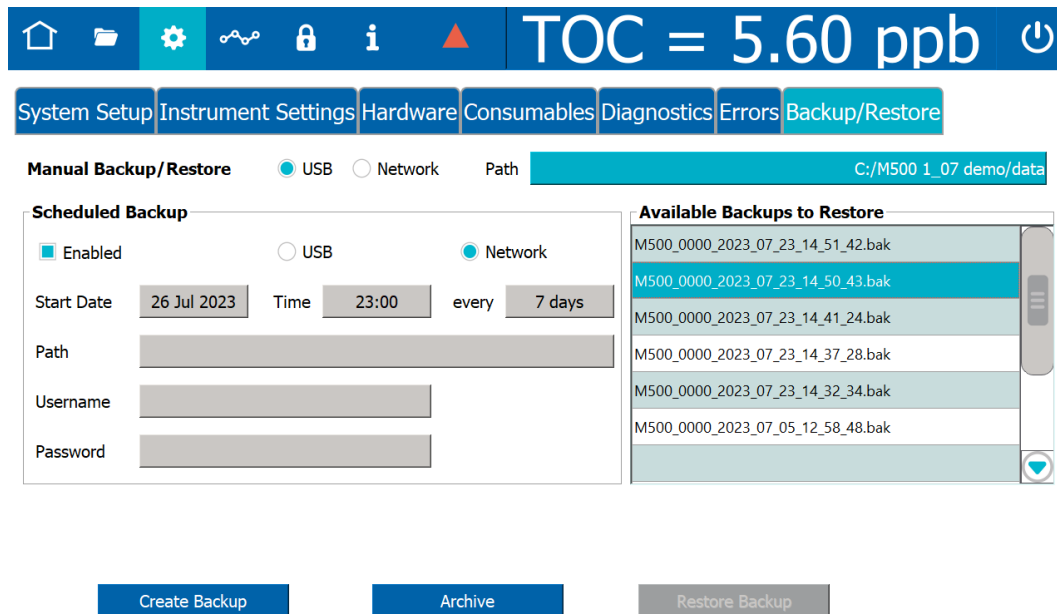 TOC = 5.60 ppb
System Setup Instrument Settings Hardware Consumables Diagnostics Errors Backup/Restore
Manual Backup/Restore USB Network Path C:/M500 1_07 demo/data
Scheduled Backup
Enabled USB Network
Start Date 26 Jul 2023 Time 23:00 every 7 days
Path
Username
Password
Available Backups to Restore
M500_0000_2023_07_23_14_51_42.bak
M500_0000_2023_07_23_14_50_43.bak
M500_0000_2023_07_23_14_41_24.bak
M500_0000_2023_07_23_14_37_28.bak
M500_0000_2023_07_23_14_32_34.bak
M500_0000_2023_07_05_12_58_48.bak
Create Backup Archive Restore Backup